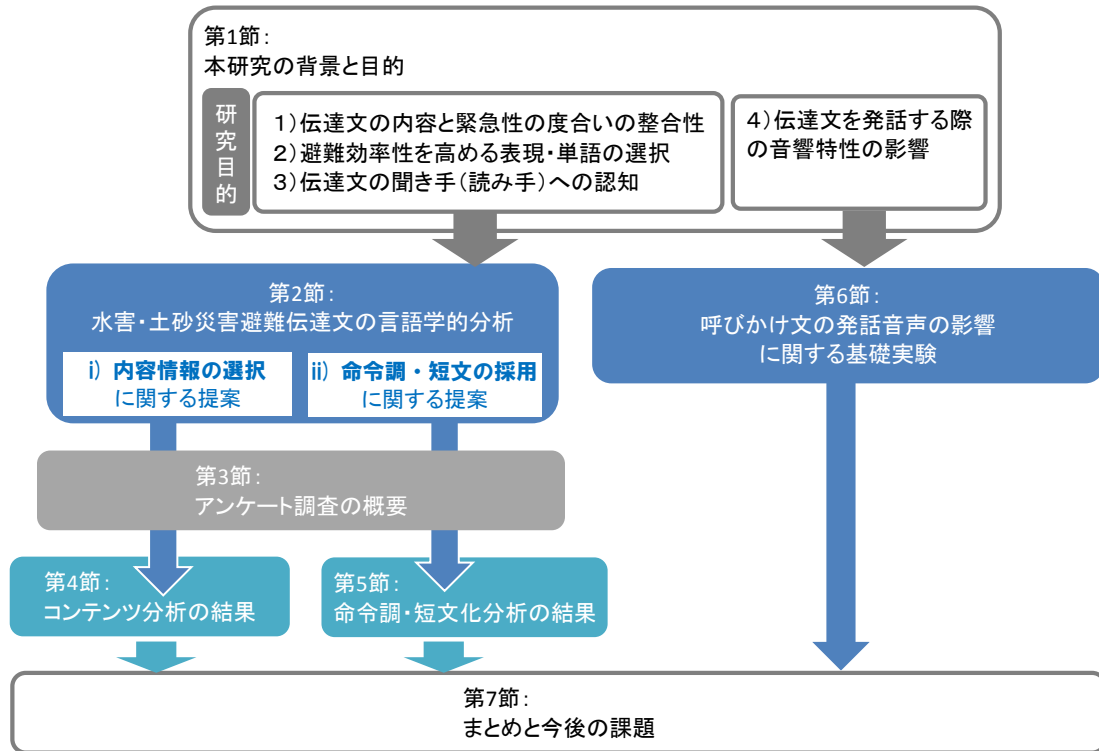 第1節：
本研究の背景と目的
研究目的
1）伝達文の内容と緊急性の度合いの整合性
2）避難効率性を高める表現・単語の選択
3）伝達文の聞き手（読み手）への認知
4）伝達文を発話する際
の音響特性の影響
第2節：
水害・土砂災害避難伝達文の言語学的分析
i) 内容情報の選択
に関する提案
ii) 命令調・短文の採用
に関する提案
第6節：
呼びかけ文の発話音声の影響
に関する基礎実験
第3節：
アンケート調査の概要
第4節：
コンテンツ分析の結果
第5節：
命令調・短文化分析の結果
第7節：
まとめと今後の課題